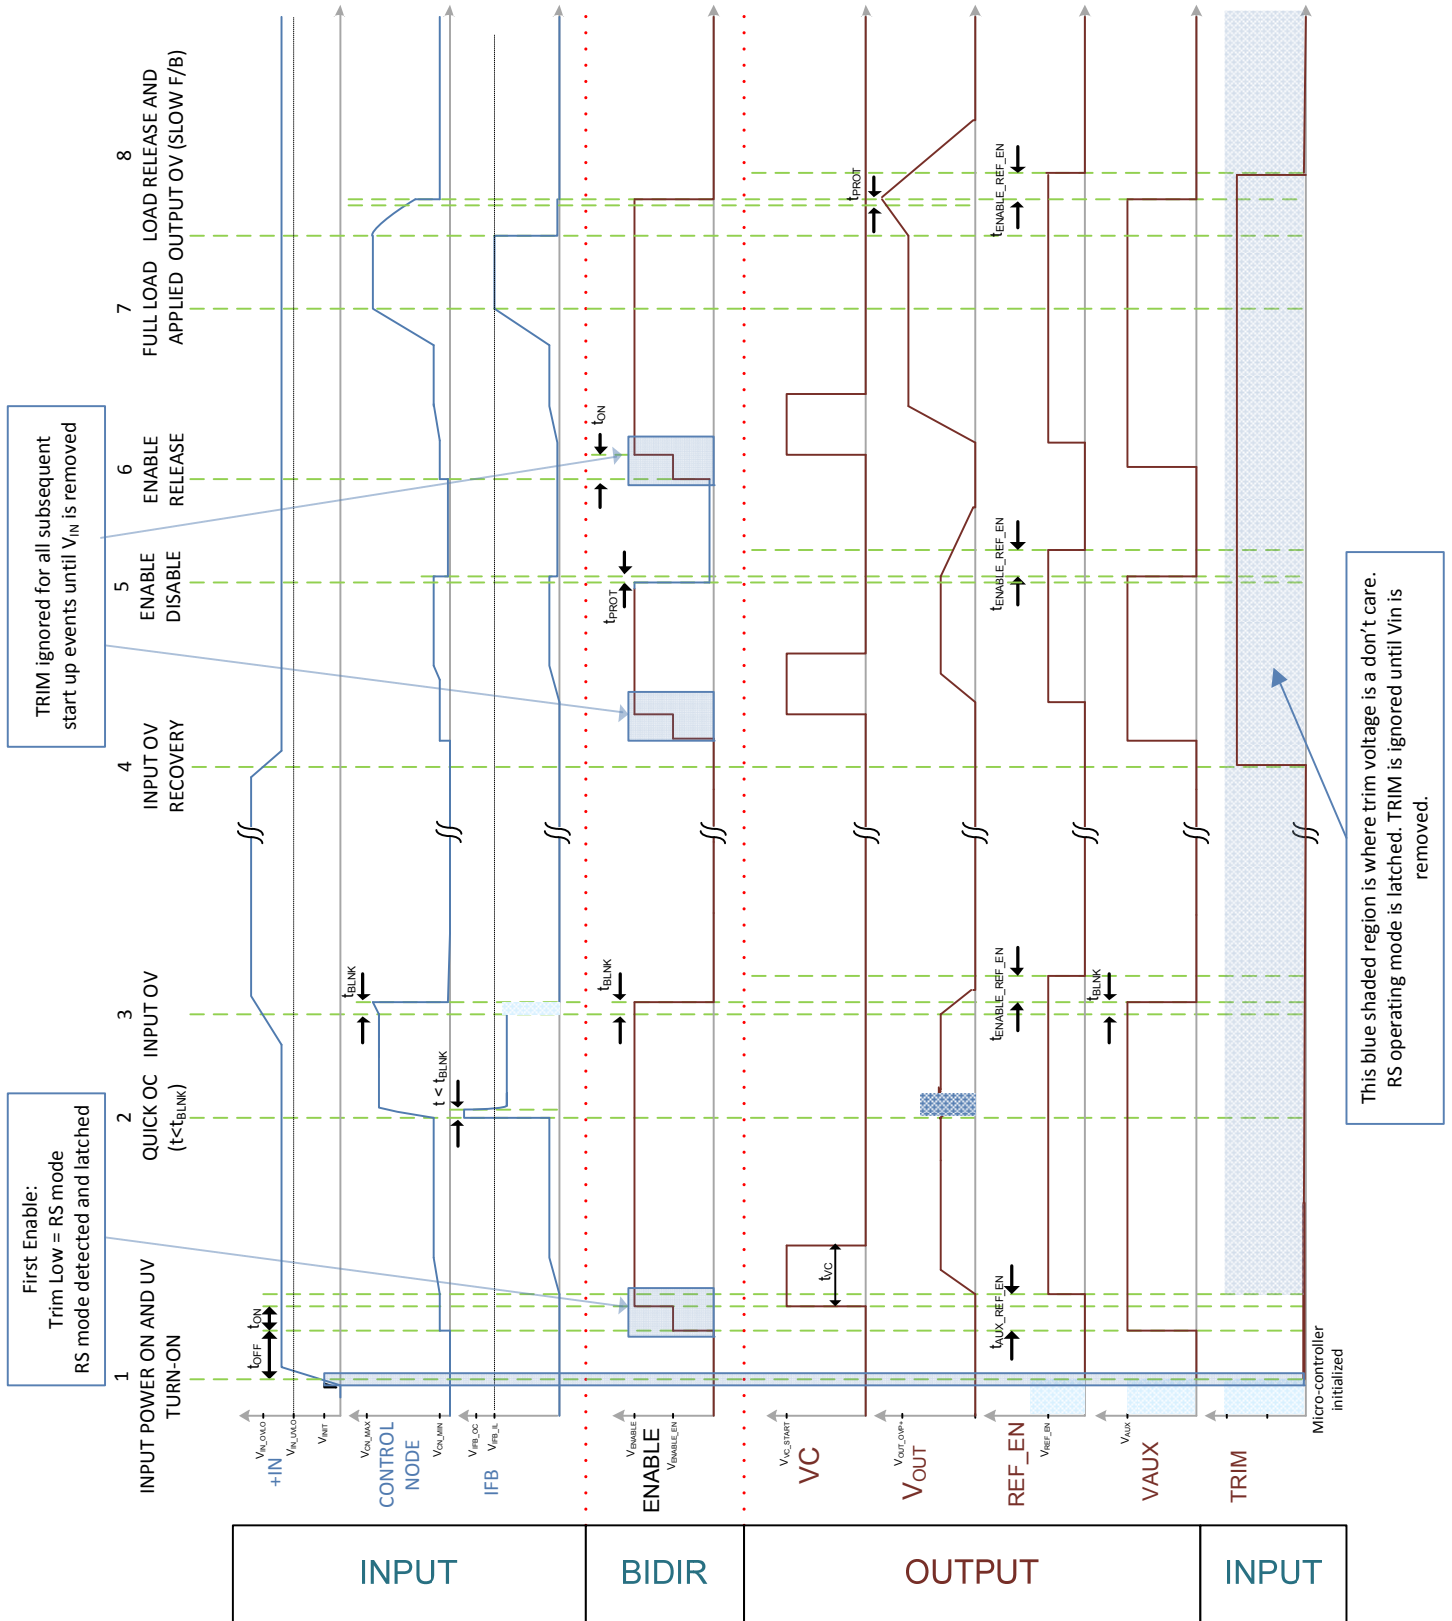 1
INPUT POWER ON AND UV
TURN-ON
2
QUICK OC
(t<tBLNK)
3
INPUT OV
4
INPUT OV
RECOVERY
5
ENABLE
DISABLE
6
ENABLE
RELEASE
7
FULL LOAD
APPLIED
8
LOAD RELEASE AND
OUTPUT OV (SLOW F/B)
First Enable:
Trim Low = RS mode
RS mode detected and latched
TRIM ignored for all subsequent
start up events until VIN is removed
INPUT
VIN_OVLO
VIN_UVLO
VINIT
+IN
tOFF
tON
VCN_MAX
VCN_MIN
CONTROL
NODE
tBLNK
VIFB_OC
VIFB_IL
IFB
t < tBLNK
BIDIR
VENABLE
VENABLE_EN
ENABLE
tBLNK
tPROT
tON
OUTPUT
VVC_START
VC
tVC
VOUT_OVP+
VOUT
tPROT
REF_EN
VREF_EN
tAUX_REF_EN
tENABLE_REF_EN
tENABLE_REF_EN
tENABLE_REF_EN
VAUX
VAUX
tBLNK
INPUT
TRIM
Micro-controller
initialized
This blue shaded region is where trim voltage is a don’t care.
RS operating mode is latched. TRIM is ignored until Vin is
removed.